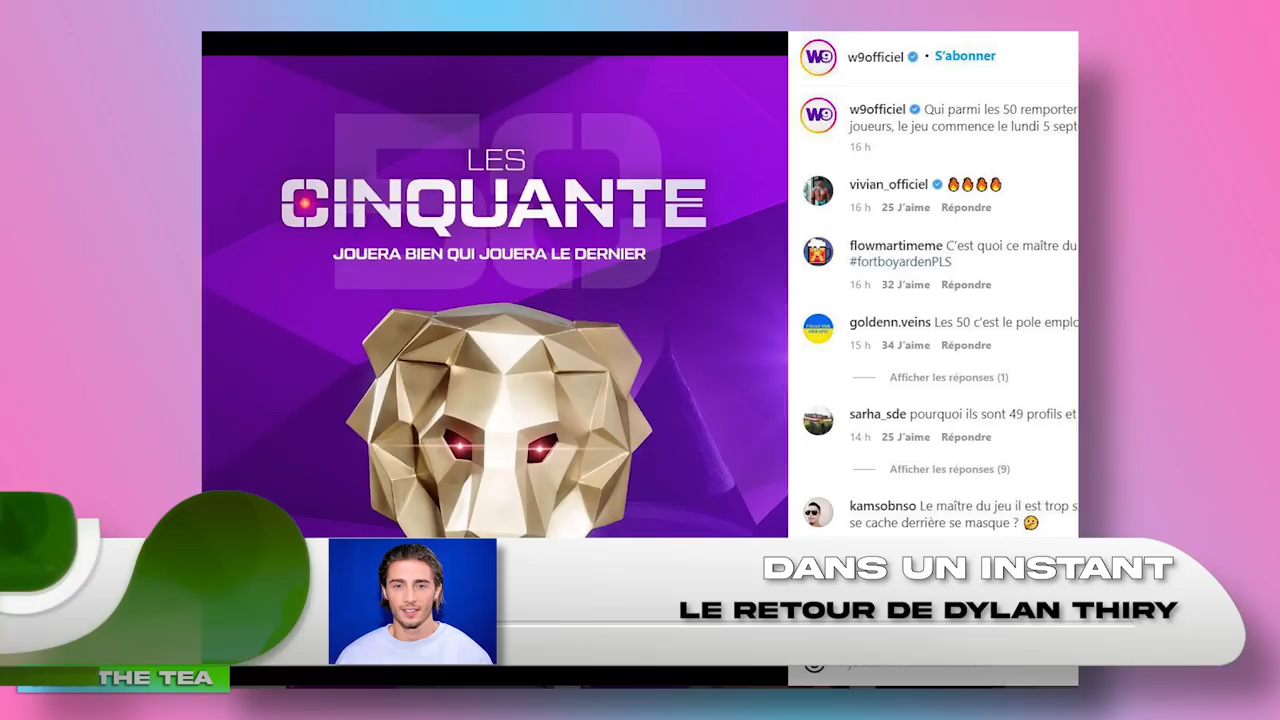 50
LES
CINQUANTE
JOUERA BIEN QUI JOUERA LE DERNIER
W9
w9officiel • S'abonner
W9
w9officiel Qui parmi les 50 remporter
joueurs, le jeu commence le lundi 5 sept
16 h
vivian_officiel 🔥🔥🔥🔥
16 h 25 J'aime Répondre
flowmartimeme C'est quoi ce maître du
#fortboyardenPLS
16 h 32 J'aime Répondre
goldenn.veins Les 50 c'est le pole emplo
15 h 34 J'aime Répondre
Afficher les réponses (1)
sarha_sde pourquoi ils sont 49 profils et
14 h 25 J'aime Répondre
Afficher les réponses (9)
kamsobnso Le maître du jeu il est trop s
se cache derrière se masque ? 🤔
DANS UN INSTANT
LE RETOUR DE DYLAN THIRY
THE TEA